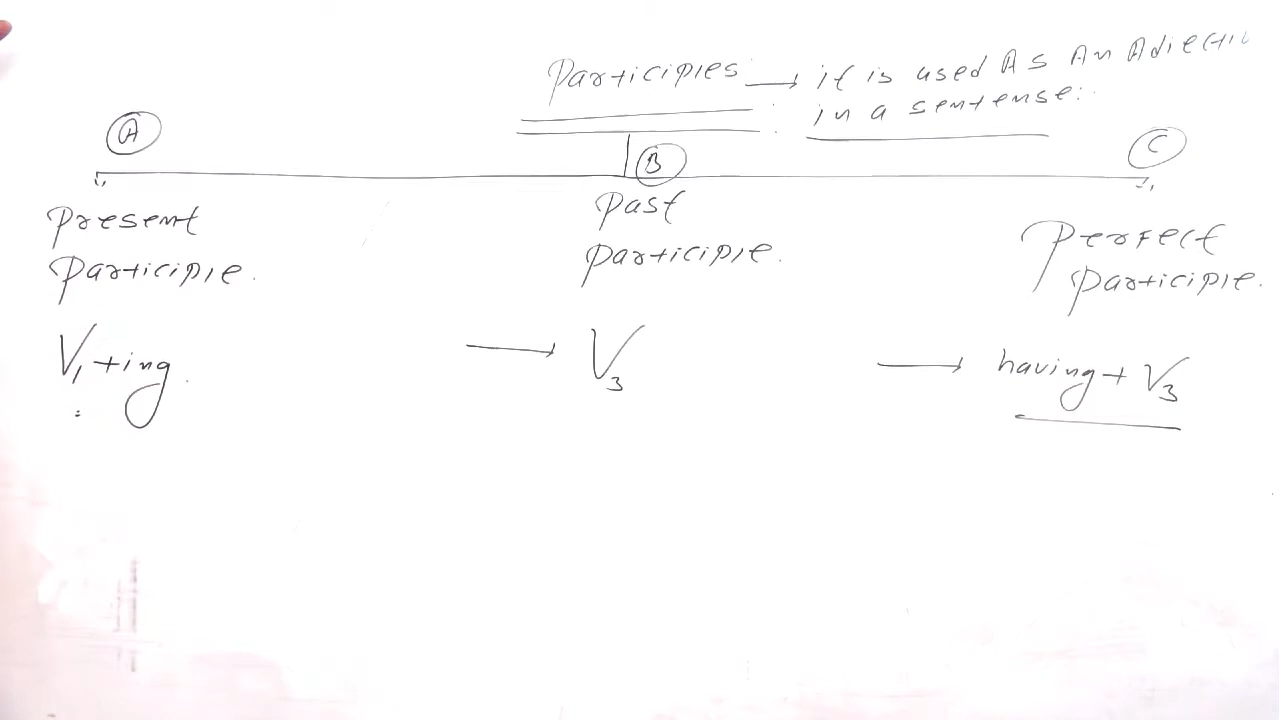 Participles → it is used As An Adjective
in a sentense:
A
B
C
Present
Participle.
Past
Participle.
Perfect
Participle.
V1+ing.
→ V3
→ having + V3